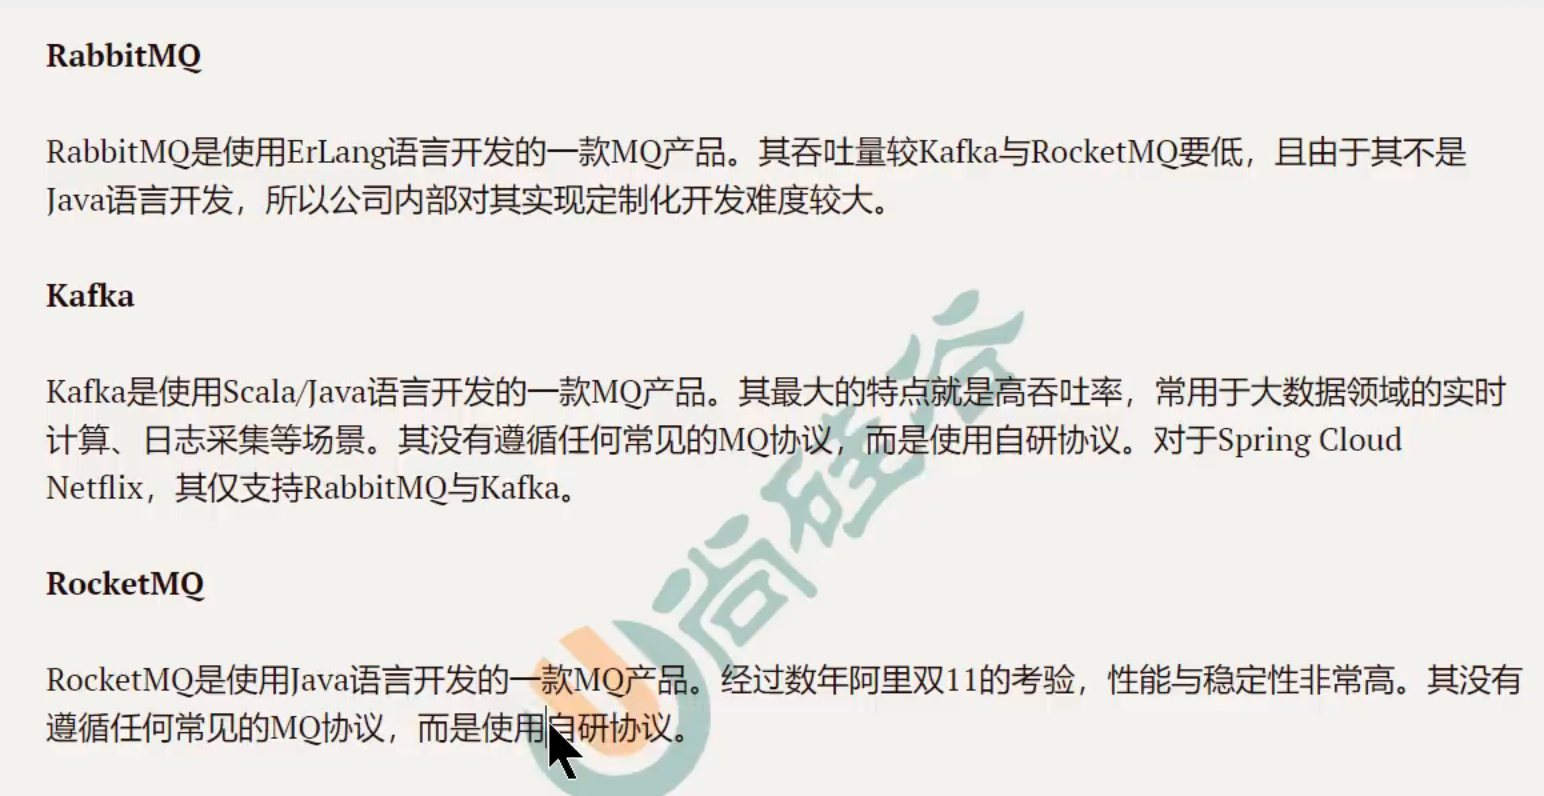 RabbitMQ
RabbitMQ是使用ErLang语言开发的一款MQ产品。其吞吐量较Kafka与RocketMQ要低，且由于其不是
Java语言开发，所以公司内部对其实现定制化开发难度较大。
Kafka
Kafka是使用Scala/Java语言开发的一款MQ产品。其最大的特点就是高吞吐率，常用于大数据领域的实时
计算、日志采集等场景。其没有遵循任何常见的MQ协议，而是使用自研协议。对于Spring Cloud
Netflix，其仅支持RabbitMQ与Kafka。
RocketMQ
RocketMQ是使用Java语言开发的一款MQ产品。经过数年阿里双11的考验，性能与稳定性非常高。其没有
遵循任何常见的MQ协议，而是使用自研协议。
尚硅谷